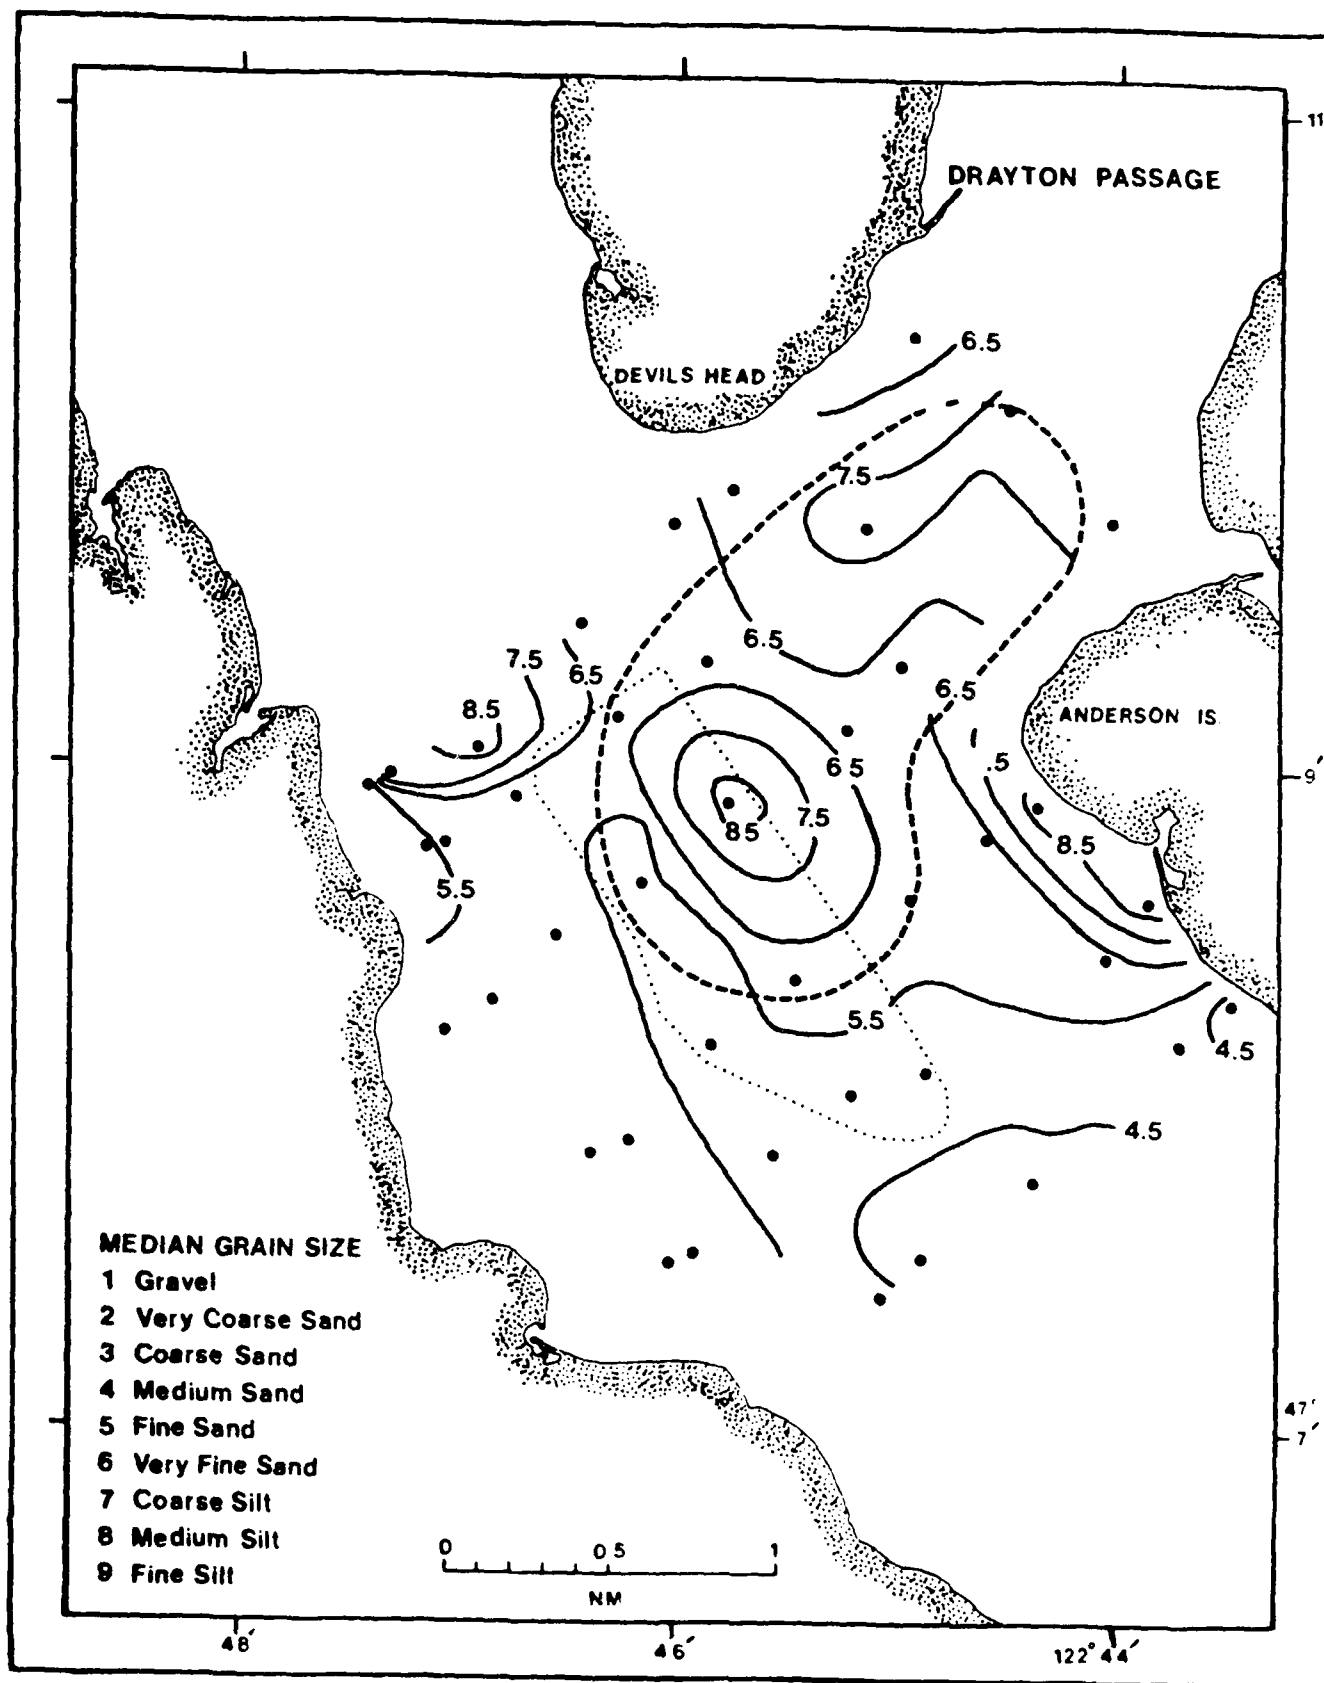 11
DRAYTON PASSAGE
6.5
DEVILS HEAD
7.5
6.5
7.5
6.5
6.5
8.5
ANDERSON IS.
6 5
.5
9'
7.5
8.5
8 5
5.5
5.5
4.5
4.5
MEDIAN GRAIN SIZE
1 Gravel
2 Very Coarse Sand
3 Coarse Sand
4 Medium Sand
5 Fine Sand
6 Very Fine Sand
7 Coarse Silt
8 Medium Silt
9 Fine Silt
47°
7'
0 0 5 1
NM
48' 46' 122° 44'